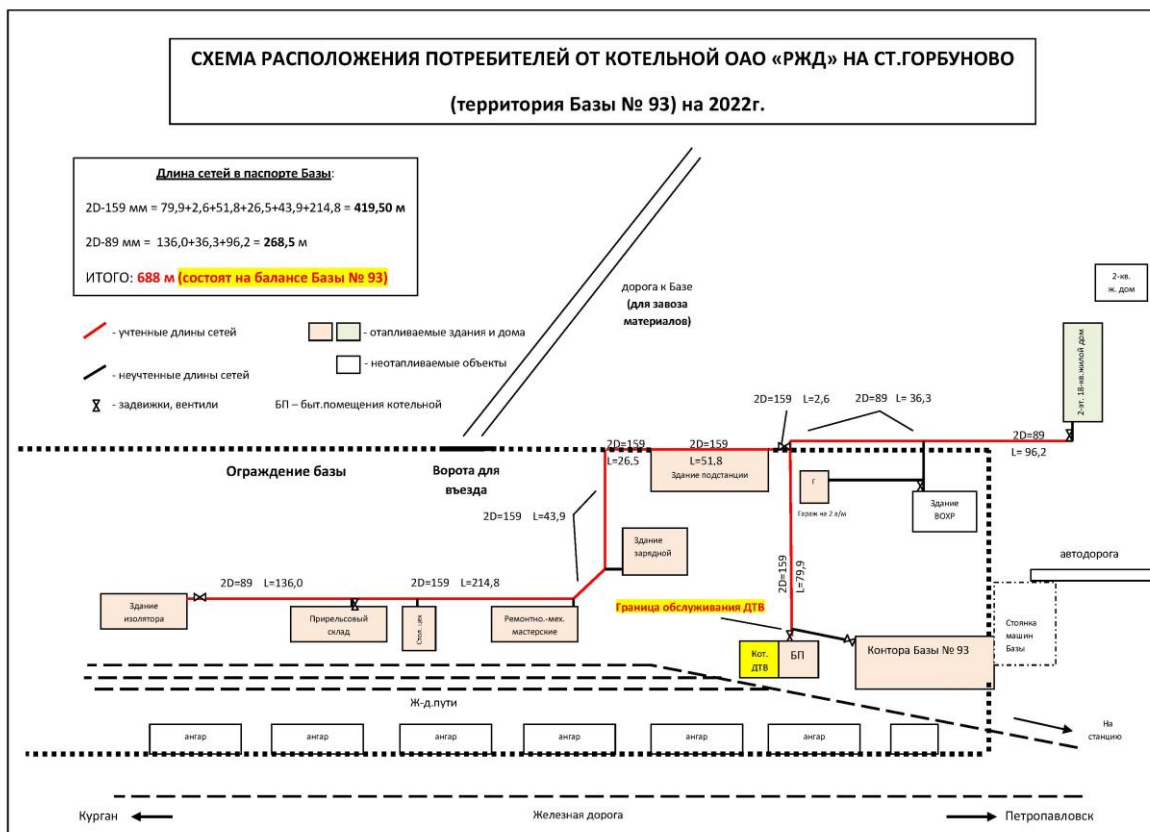 СХЕМА РАСПОЛОЖЕНИЯ ПОТРЕБИТЕЛЕЙ ОТ КОТЕЛЬНОЙ ОАО «РЖД» НА СТ.ГОРБУНОВО
(территория Базы № 93) на 2022г.
Длина сетей в паспорте Базы:
2D-159 мм = 79,9+2,6+51,8+26,5+43,9+214,8 = 419,50 м
2D-89 мм = 136,0+36,3+96,2 = 268,5 м
ИТОГО: 688 м (состоят на балансе Базы № 93)
- учтенные длины сетей
- отапливаемые здания и дома
- неотапливаемые объекты
- неучтенные длины сетей
- задвижки, вентили
БП – быт.помещения котельной
дорога к Базе
(для завоза
материалов)
2-кв.
ж. дом
2-эт. 18-кв.жилой дом
2D=159 L=2,6
2D=89 L= 36,3
2D=89
L= 96,2
2D=159
L=26,5
2D=159
L=51,8
Здание подстанции
Ограждение базы
Ворота для
въезда
Г
Гараж на 2 а/м
Здание
ВОХР
2D=159 L=43,9
Здание
зарядной
2D=159
L=79,9
автодорога
2D=89 L=136,0
2D=159 L=214,8
Граница обслуживания ДТВ
Здание
изолятора
Прирельсовый
склад
Стол. цех
Ремонтно.-мех.
мастерские
Кот.
ДТВ
БП
Контора Базы № 93
Стоянка
машин
Базы
Ж-д.пути
ангар
ангар
ангар
ангар
ангар
ангар
На
станцию
Курган
Железная дорога
Петропавловск